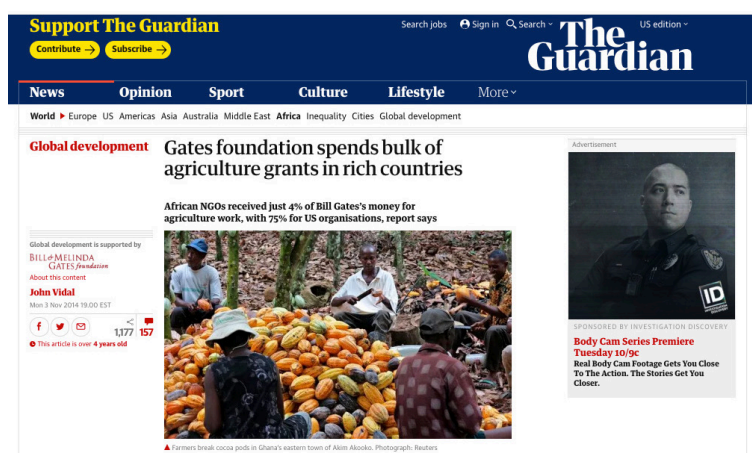 Support The Guardian
Contribute →
Subscribe →
Search jobs
Sign in
Search
US edition
The
Guardian
News
Opinion
Sport
Culture
Lifestyle
More
World
Europe
US
Americas
Asia
Australia
Middle East
Africa
Inequality
Cities
Global development
Global development
Gates foundation spends bulk of
agriculture grants in rich countries
African NGOs received just 4% of Bill Gates's money for
agriculture work, with 75% for US organisations, report says
Global development is supported by
BILL & MELINDA
GATES foundation
About this content
John Vidal
Mon 3 Nov 2014 19.00 EST
1,177
157
This article is over 4 years old
Farmers break cocoa pods in Ghana's eastern town of Akim Akooko. Photograph: Reuters
Advertisement
ID
SPONSORED BY INVESTIGATION DISCOVERY
Body Cam Series Premiere
Tuesday 10/9c
Real Body Cam Footage Gets You Close
To The Action. The Stories Get You
Closer.